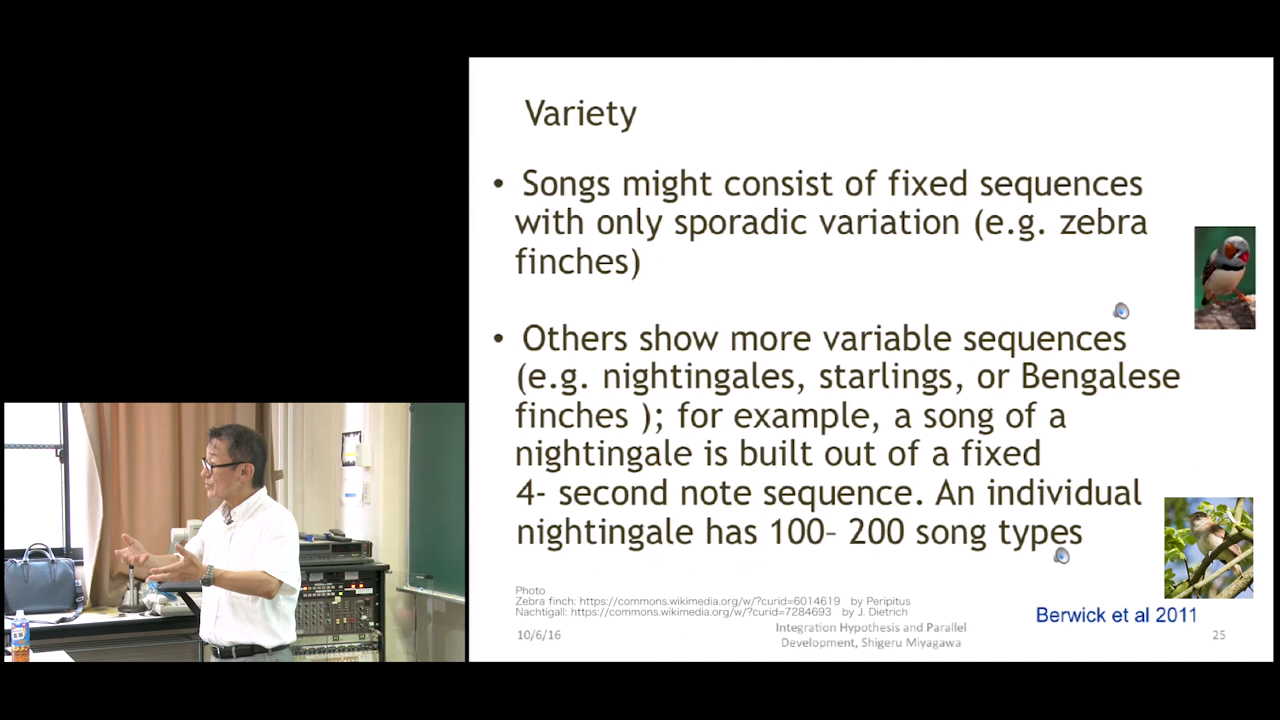 Variety
• Songs might consist of fixed sequences
with only sporadic variation (e.g. zebra
finches)
• Others show more variable sequences
(e.g. nightingales, starlings, or Bengalese
finches ); for example, a song of a
nightingale is built out of a fixed
4- second note sequence. An individual
nightingale has 100– 200 song types
Photo
Zebra finch: https://commons.wikimedia.org/w/?curid=6014619 by Peripitus
Nachtigall: https://commons.wikimedia.org/w/?curid=7284693 by J. Dietrich
Berwick et al 2011
10/6/16
Integration Hypothesis and Parallel
Development, Shigeru Miyagawa
25